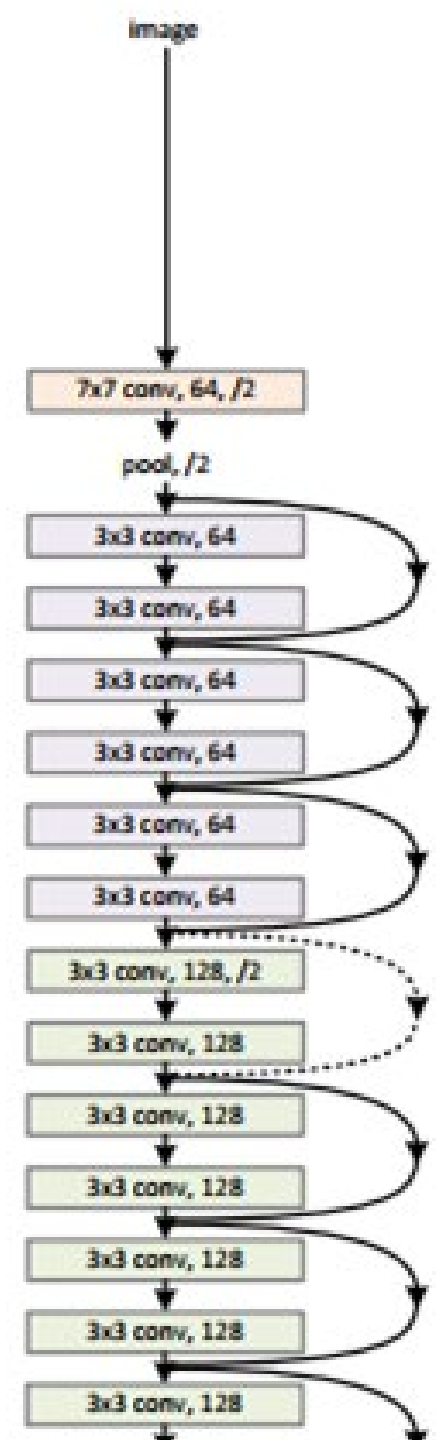 image
7x7 conv, 64, /2
pool, /2
3x3 conv, 64
3x3 conv, 64
3x3 conv, 64
3x3 conv, 64
3x3 conv, 64
3x3 conv, 64
3x3 conv, 128, /2
3x3 conv, 128
3x3 conv, 128
3x3 conv, 128
3x3 conv, 128
3x3 conv, 128
3x3 conv, 128